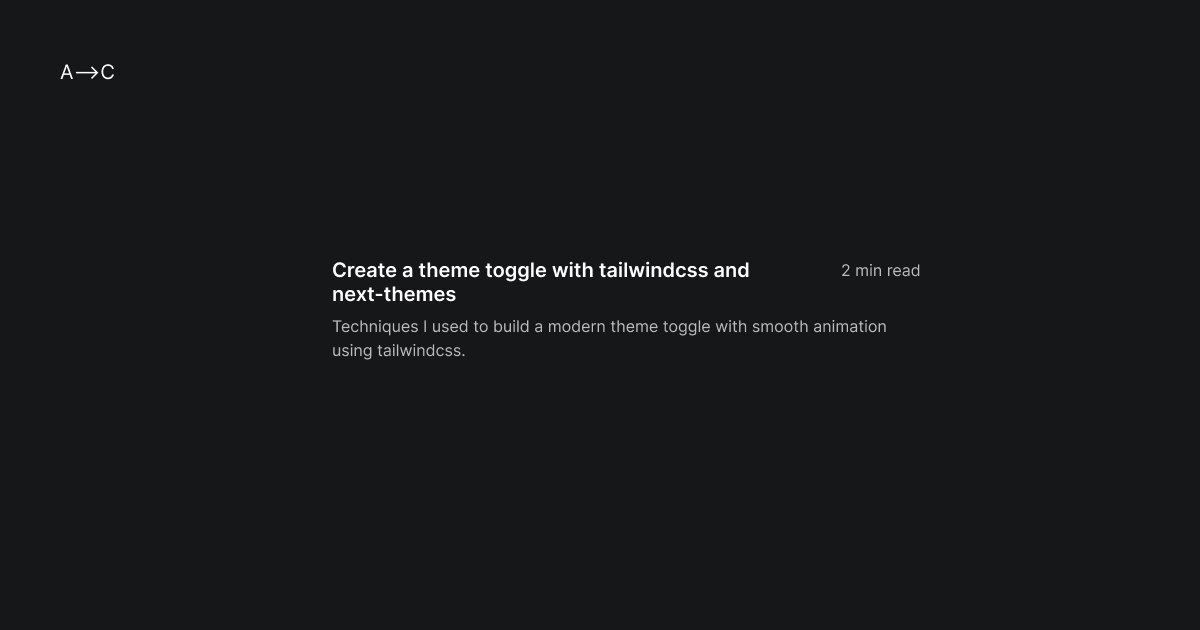 A→C
Create a theme toggle with tailwindcss and
next-themes
2 min read
Techniques I used to build a modern theme toggle with smooth animation
using tailwindcss.